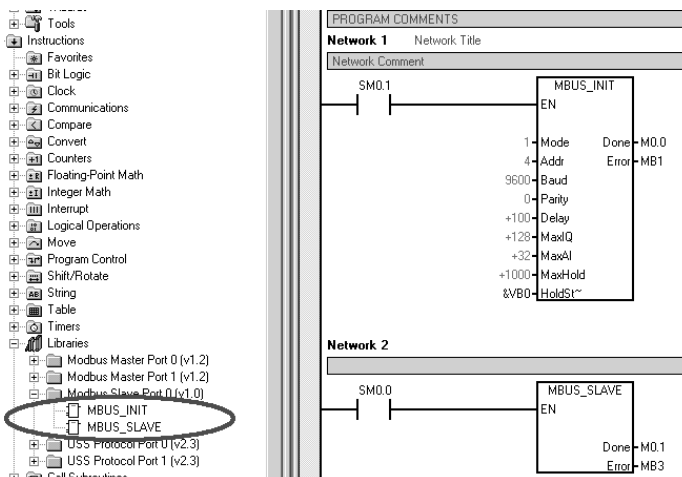 Wizard
Tools
Instructions
Favorites
Bit Logic
Clock
Communications
Compare
Convert
Counters
Floating-Point Math
Integer Math
Interrupt
Logical Operations
Move
Program Control
Shift/Rotate
String
Table
Timers
Libraries
Modbus Master Port 0 (v1.2)
Modbus Master Port 1 (v1.2)
Modbus Slave Port 0 (v1.0)
MBUS_INIT
MBUS_SLAVE
USS Protocol Port 0 (v2.3)
USS Protocol Port 1 (v2.3)
Call Subroutines
PROGRAM COMMENTS
Network 1 Network Title
Network Comment
SM0.1 MBUS_INIT
EN
1 Mode Done M0.0
4 Addr Error MB1
9600 Baud
0 Parity
+100 Delay
+128 MaxIQ
+32 MaxAI
+1000 MaxHold
&VB0 HoldSt~
Network 2
SM0.0 MBUS_SLAVE
EN
Done M0.1
Error MB3